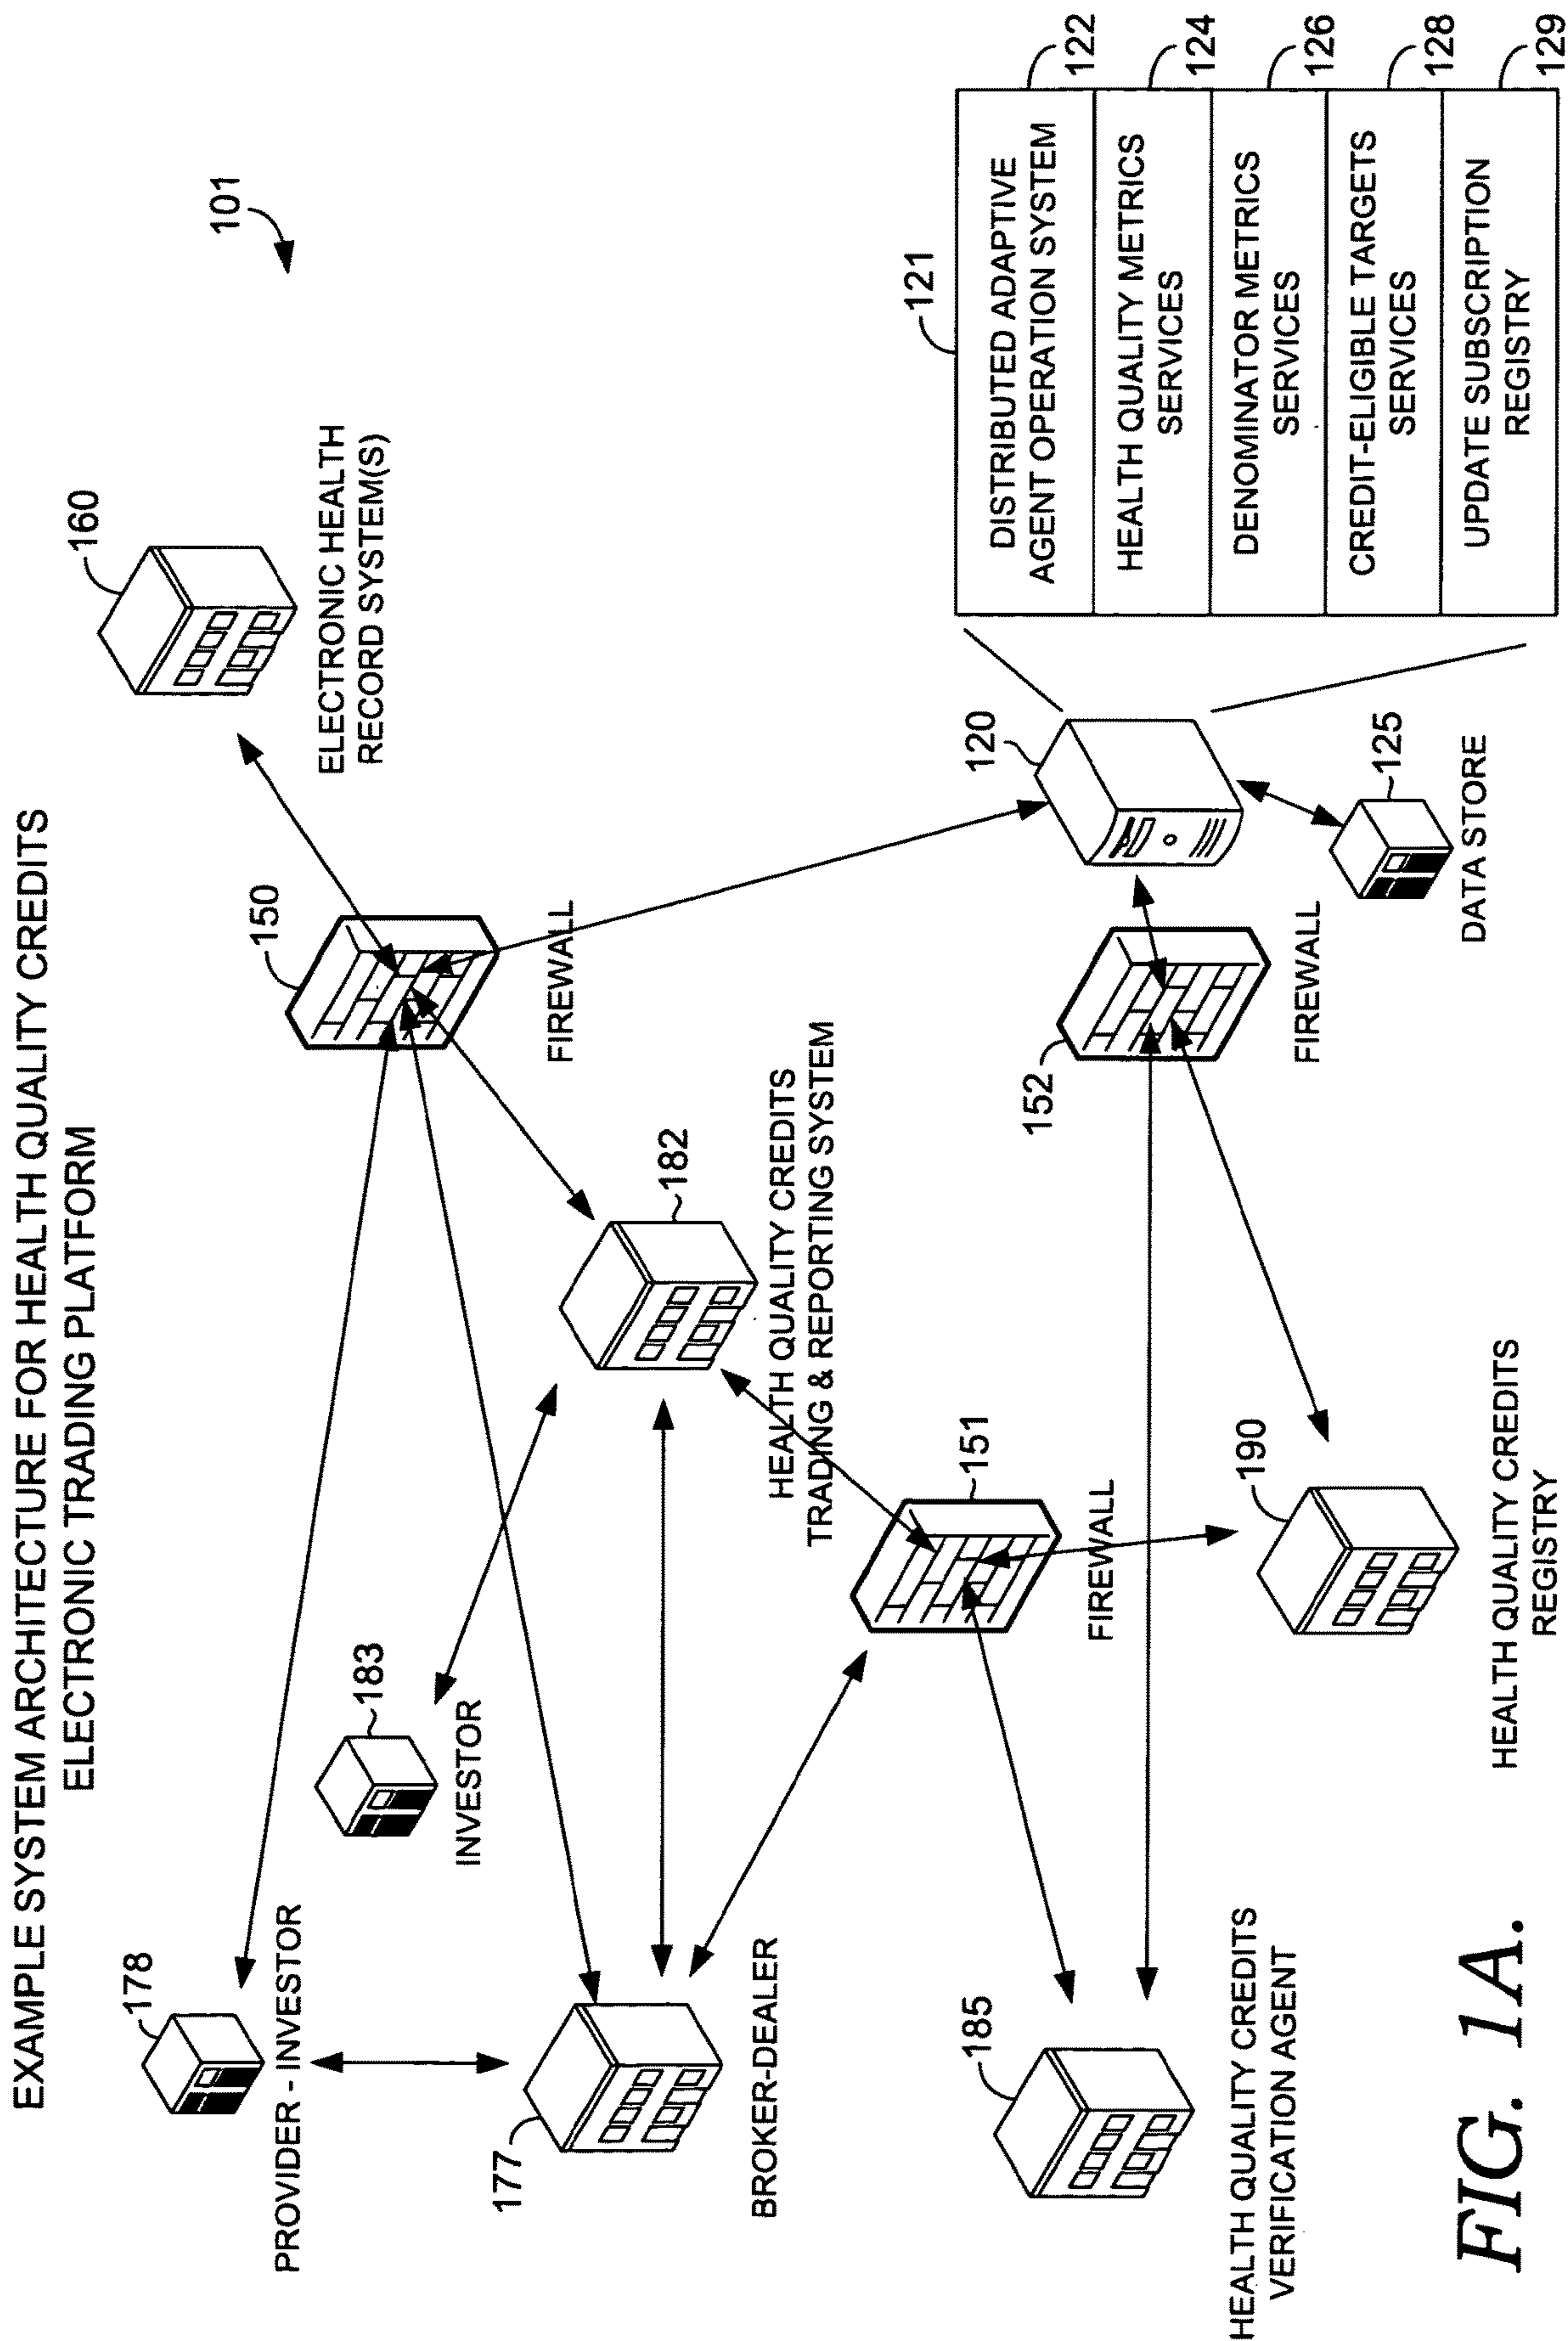 EXAMPLE SYSTEM ARCHITECTURE FOR HEALTH QUALITY CREDITS
ELECTRONIC TRADING PLATFORM
101
178
PROVIDER - INVESTOR
183
INVESTOR
150
FIREWALL
160
ELECTRONIC HEALTH
RECORD SYSTEM(S)
177
BROKER-DEALER
182
HEALTH QUALITY CREDITS
TRADING & REPORTING SYSTEM
151
FIREWALL
152
FIREWALL
120
125
DATA STORE
185
HEALTH QUALITY CREDITS
VERIFICATION AGENT
190
HEALTH QUALITY CREDITS
REGISTRY
121
DISTRIBUTED ADAPTIVE
AGENT OPERATION SYSTEM
122
HEALTH QUALITY METRICS
SERVICES
124
DENOMINATOR METRICS
SERVICES
126
CREDIT-ELIGIBLE TARGETS
SERVICES
128
UPDATE SUBSCRIPTION
REGISTRY
129
FIG. 1A.